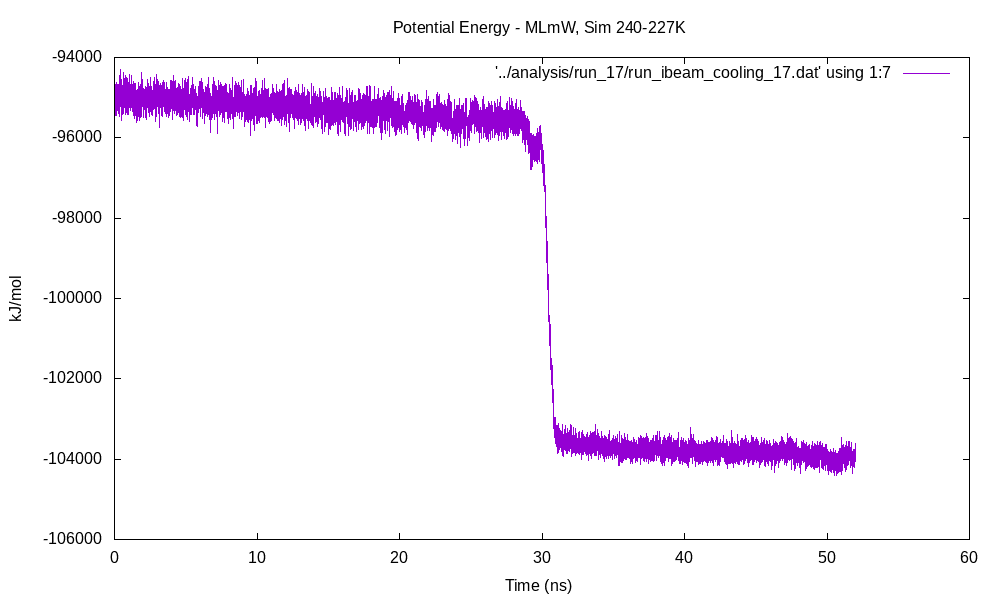 Potential Energy - MLmW, Sim 240-227K
'../analysis/run_17/run_ibeam_cooling_17.dat' using 1:7
-94000
-96000
-98000
-100000
-102000
-104000
-106000
kJ/mol
0 10 20 30 40 50 60
Time (ns)